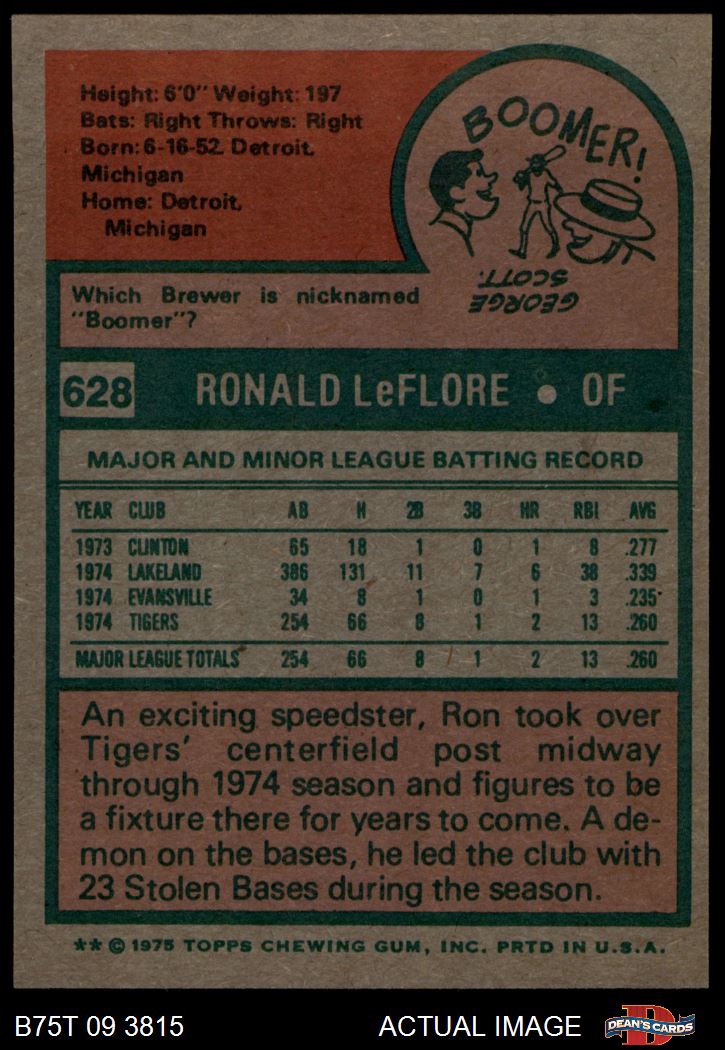 Height: 6'0" Weight: 197
Bats: Right Throws: Right
Born: 6-16-52 Detroit,
Michigan
Home: Detroit,
Michigan
BOOMER!
GEORGE
SCOTT.
Which Brewer is nicknamed
"Boomer"?
628 RONALD LeFLORE • OF
MAJOR AND MINOR LEAGUE BATTING RECORD
YEAR CLUB AB H 2B 3B HR RBI AVG
1973 CLINTON 65 18 1 0 1 8 .277
1974 LAKELAND 386 131 11 7 6 38 .339
1974 EVANSVILLE 34 8 1 0 1 3 .235
1974 TIGERS 254 66 8 1 2 13 .260
MAJOR LEAGUE TOTALS 254 66 8 1 2 13 .260
An exciting speedster, Ron took over
Tigers' centerfield post midway
through 1974 season and figures to be
a fixture there for years to come. A de-
mon on the bases, he led the club with
23 Stolen Bases during the season.
** © 1975 TOPPS CHEWING GUM, INC. PRTD IN U.S.A.
B75T 09 3815 ACTUAL IMAGE
D
DEAN'S CARDS